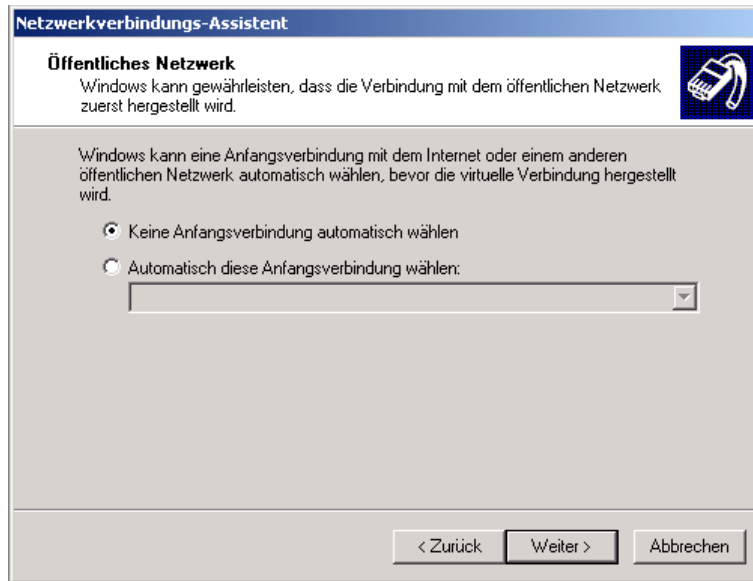 Netzwerkverbindungs-Assistent
Öffentliches Netzwerk
Windows kann gewährleisten, dass die Verbindung mit dem öffentlichen Netzwerk
zuerst hergestellt wird.
Windows kann eine Anfangsverbindung mit dem Internet oder einem anderen
öffentlichen Netzwerk automatisch wählen, bevor die virtuelle Verbindung hergestellt
wird.
Keine Anfangsverbindung automatisch wählen
Automatisch diese Anfangsverbindung wählen:
< Zurück Weiter > Abbrechen